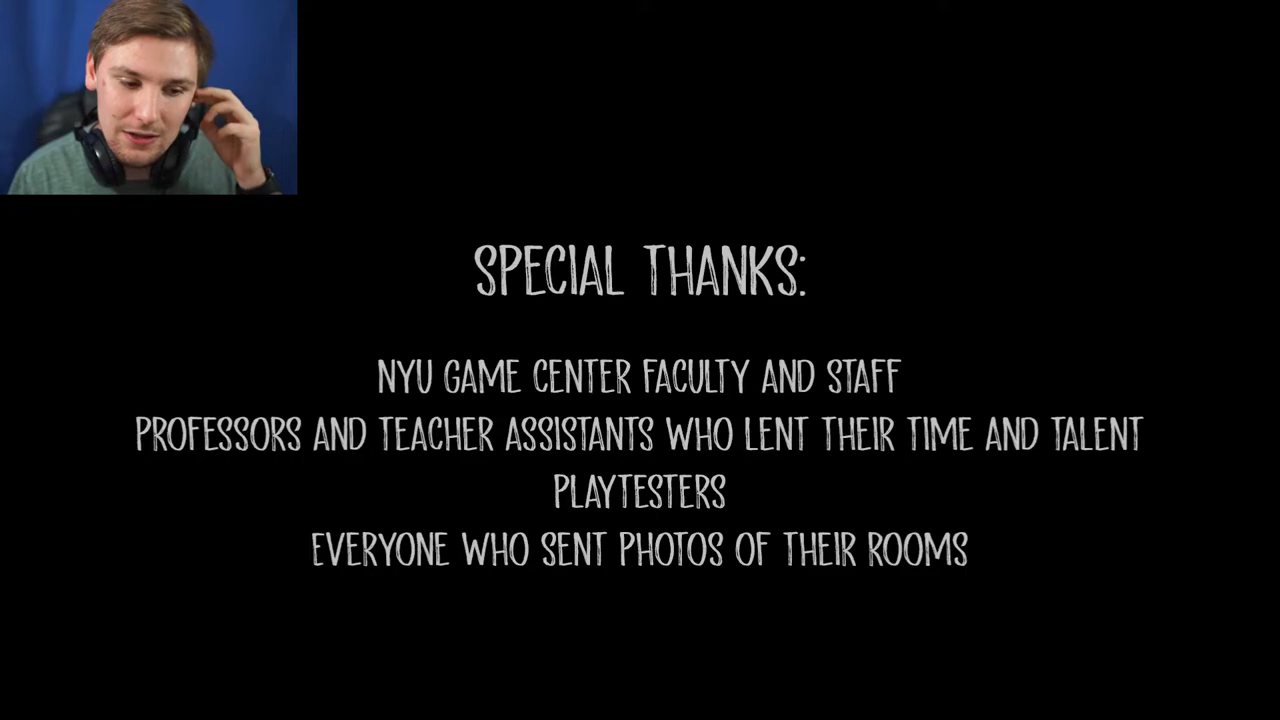 SPECIAL THANKS:
NYU GAME CENTER FACULTY AND STAFF
PROFESSORS AND TEACHER ASSISTANTS WHO LENT THEIR TIME AND TALENT
PLAYTESTERS
EVERYONE WHO SENT PHOTOS OF THEIR ROOMS